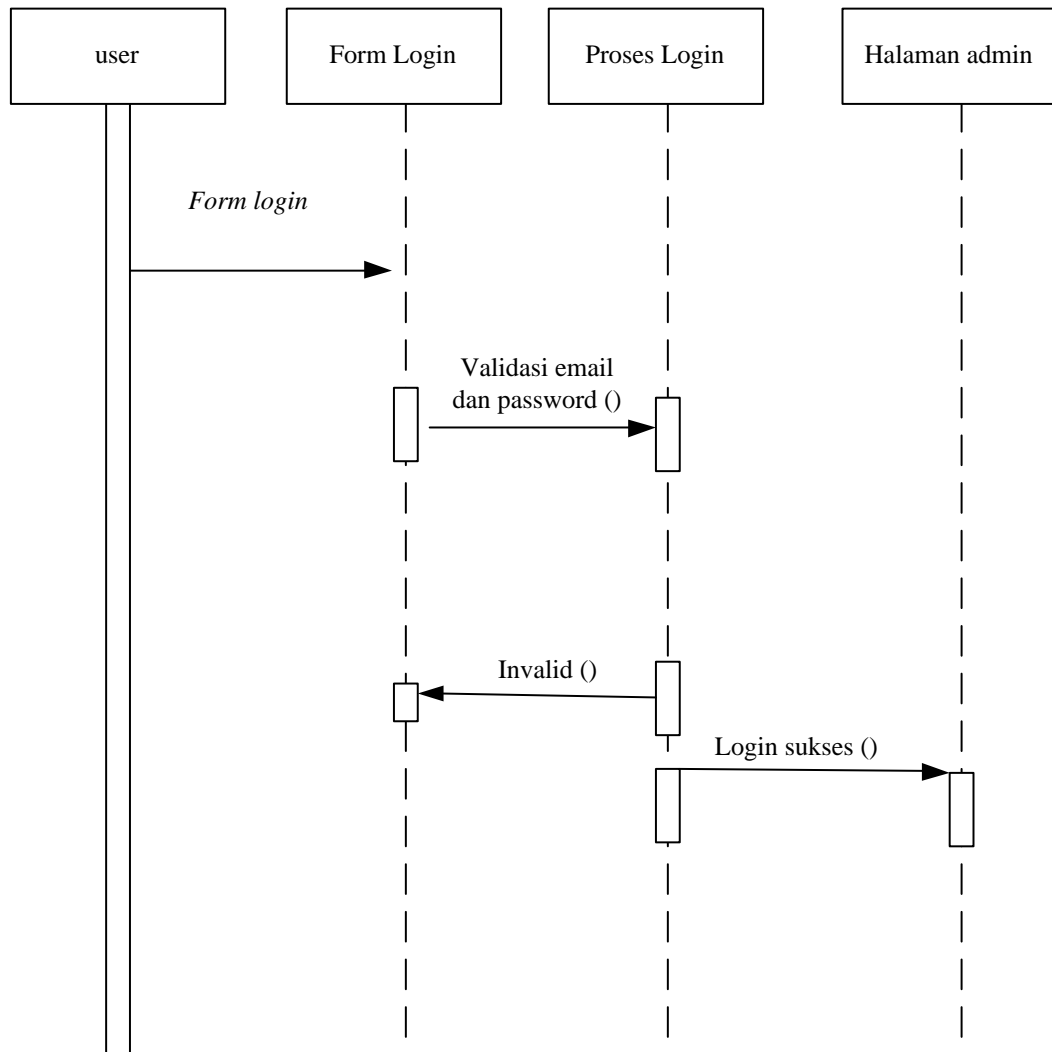 user
Form Login
Proses Login
Halaman admin
Form login
Validasi email
dan password ()
Invalid ()
Login sukses ()